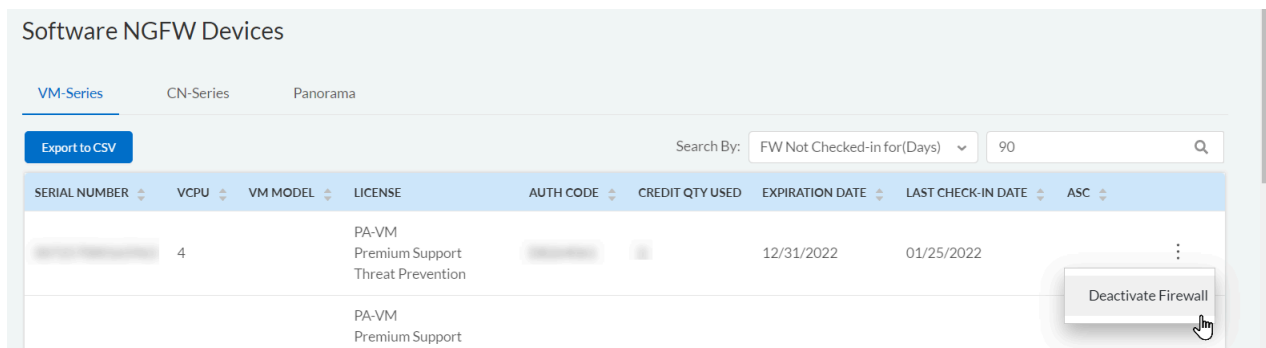 Software NGFW Devices
VM-Series CN-Series Panorama
Export to CSV Search By: FW Not Checked-in for(Days) 90
SERIAL NUMBER VCPU VM MODEL LICENSE AUTH CODE CREDIT QTY USED EXPIRATION DATE LAST CHECK-IN DATE ASC
PA-VM
4 Premium Support 12/31/2022 01/25/2022
Threat Prevention
Deactivate Firewall
PA-VM
Premium Support